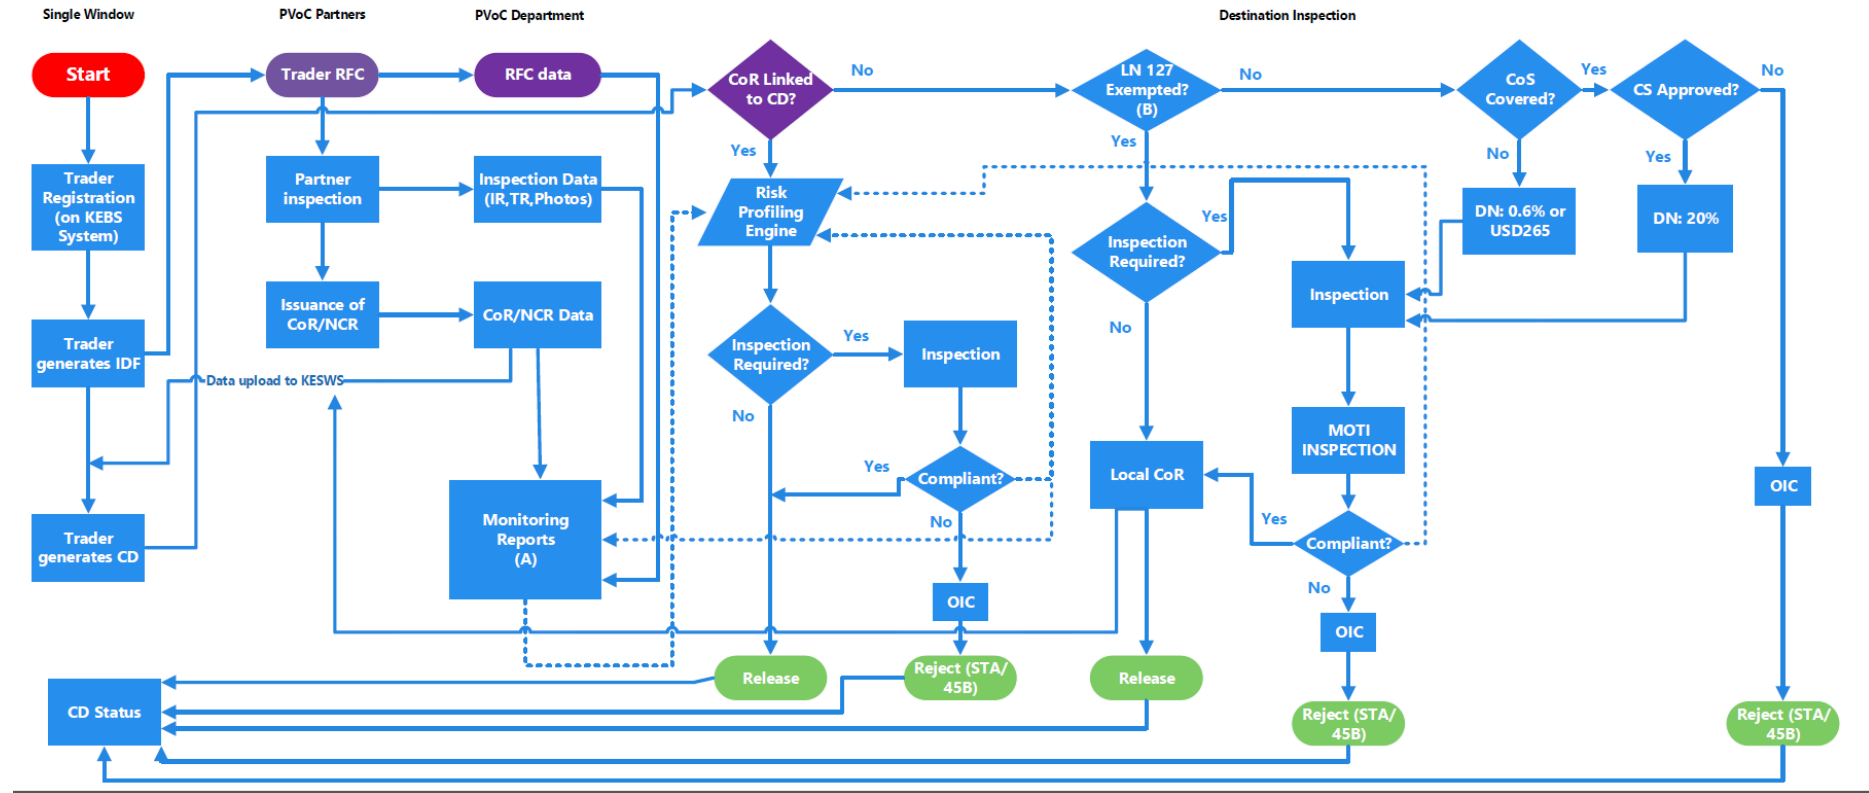 Single Window
PVoC Partners
PVoC Department
Destination Inspection
Start
Trader RFC
RFC data
CoR Linked
to CD?
No
LN 127
Exempted?
(B)
No
CoS
Covered?
Yes
CS Approved?
No
Yes
Yes
No
Yes
Trader
Registration
(on KEBS
System)
Partner
inspection
Inspection Data
(IR,TR,Photos)
Risk
Profiling
Engine
Yes
Inspection
Required?
DN: 0.6% or
USD265
DN: 20%
Inspection
Issuance of
CoR/NCR
CoR/NCR Data
No
Trader
generates IDF
Inspection
Required?
Yes
Inspection
Data upload to KESWS
No
MOTI
INSPECTION
Yes
Compliant?
Local CoR
OIC
Monitoring
Reports
(A)
No
Yes
Compliant?
Trader
generates CD
No
OIC
OIC
Release
Reject (STA/
45B)
Release
CD Status
Reject (STA/
45B)
Reject (STA/
45B)